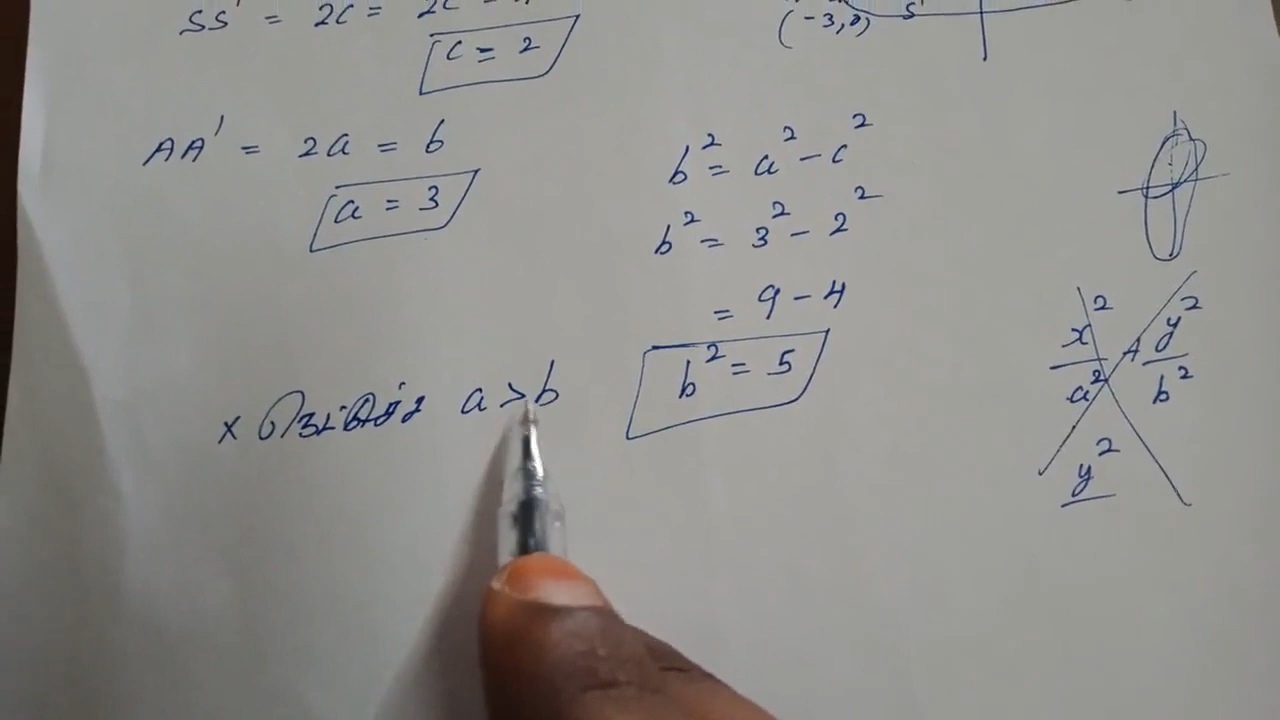 SS' = 2c = 2c
c = 2
(-3,0) S'
AA' = 2a = 6
a = 3
b² = a² - c²
b² = 3² - 2²
= 9 - 4
b² = 5
x a > b
x²/a² y²/b²
A
y²